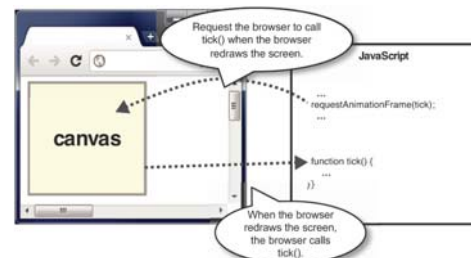 Request the browser to call
tick() when the browser
redraws the screen.
JavaScript
...
requestAnimationFrame(tick);
...
canvas
function tick() {
...
}
When the browser
redraws the screen,
the browser calls
tick().